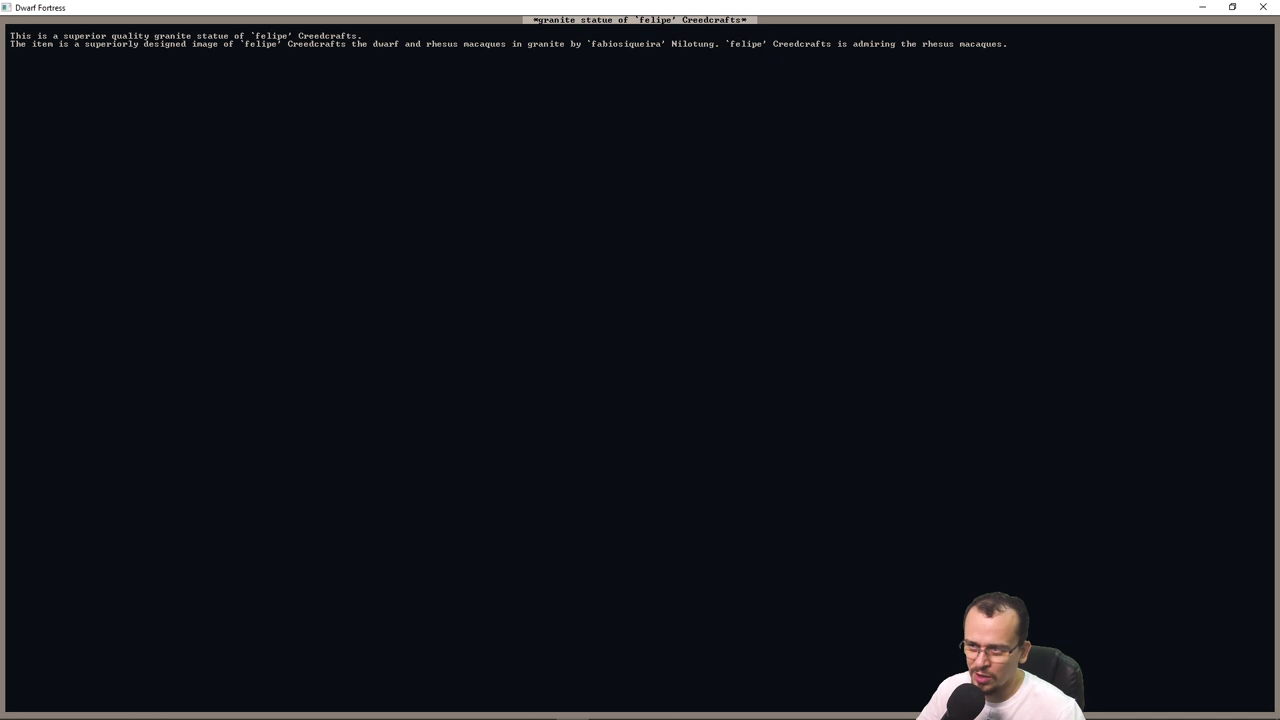 Dwarf Fortress
*granite statue of `felipe' Creedcrafts*
This is a superior quality granite statue of `felipe' Creedcrafts.
The item is a superiorly designed image of `felipe' Creedcrafts the dwarf and rhesus macaques in granite by `fabiosiqueira' Nilotung. `felipe' Creedcrafts is admiring the rhesus macaques.